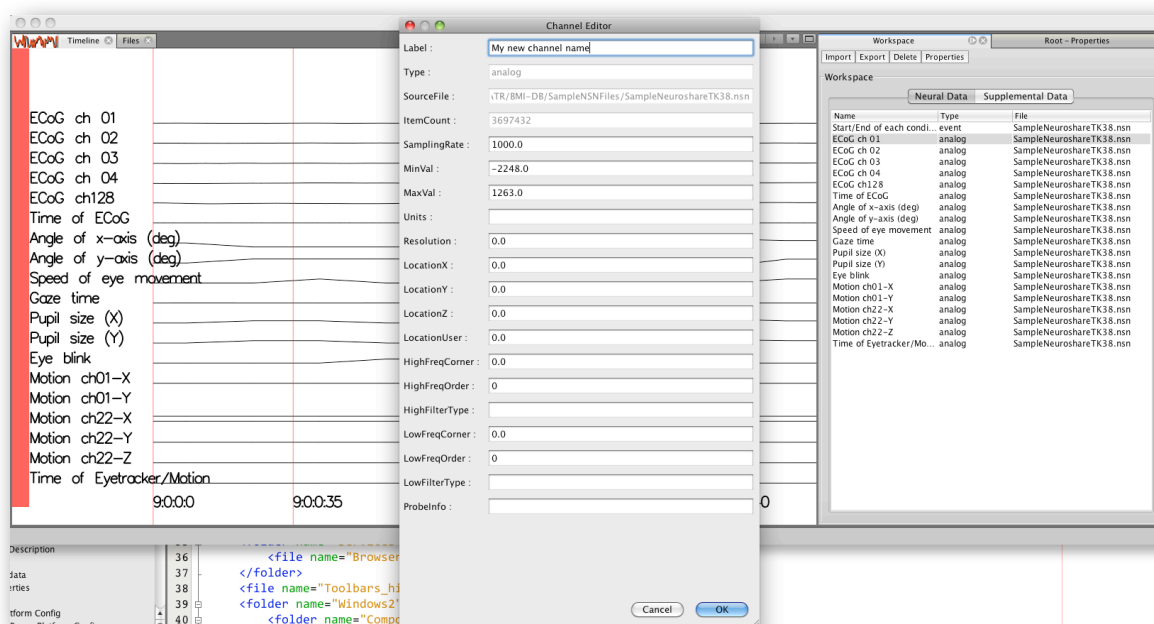 Channel Editor
WhoAmI Timeline Files
Workspace Root - Properties
Import Export Delete Properties
Workspace
Neural Data Supplemental Data
Name Type File
Start/End of each condi... event SampleNeuroshareTK38.nsn
ECoG ch 01 analog SampleNeuroshareTK38.nsn
ECoG ch 02 analog SampleNeuroshareTK38.nsn
ECoG ch 03 analog SampleNeuroshareTK38.nsn
ECoG ch 04 analog SampleNeuroshareTK38.nsn
ECoG ch128 analog SampleNeuroshareTK38.nsn
Time of ECoG analog SampleNeuroshareTK38.nsn
Angle of x-axis (deg) analog SampleNeuroshareTK38.nsn
Angle of y-axis (deg) analog SampleNeuroshareTK38.nsn
Speed of eye movement analog SampleNeuroshareTK38.nsn
Gaze time analog SampleNeuroshareTK38.nsn
Pupil size (X) analog SampleNeuroshareTK38.nsn
Pupil size (Y) analog SampleNeuroshareTK38.nsn
Eye blink analog SampleNeuroshareTK38.nsn
Motion ch01-X analog SampleNeuroshareTK38.nsn
Motion ch01-Y analog SampleNeuroshareTK38.nsn
Motion ch22-X analog SampleNeuroshareTK38.nsn
Motion ch22-Y analog SampleNeuroshareTK38.nsn
Motion ch22-Z analog SampleNeuroshareTK38.nsn
Time of Eyetracker/Mo... analog SampleNeuroshareTK38.nsn
Label : My new channel name
Type : analog
SourceFile : TR/BMI-DB/SampleNSNFiles/SampleNeuroshareTK38.nsn
ItemCount : 3697432
SamplingRate : 1000.0
MinVal : -2248.0
MaxVal : 1263.0
Units :
Resolution : 0.0
LocationX : 0.0
LocationY : 0.0
LocationZ : 0.0
LocationUser : 0.0
HighFreqCorner : 0.0
HighFreqOrder : 0
HighFilterType :
LowFreqCorner : 0.0
LowFreqOrder : 0
LowFilterType :
ProbeInfo :
Cancel OK
ECoG ch 01
ECoG ch 02
ECoG ch 03
ECoG ch 04
ECoG ch128
Time of ECoG
Angle of x-axis (deg)
Angle of y-axis (deg)
Speed of eye movement
Gaze time
Pupil size (X)
Pupil size (Y)
Eye blink
Motion ch01-X
Motion ch01-Y
Motion ch22-X
Motion ch22-Y
Motion ch22-Z
Time of Eyetracker/Motion
9:0:0:0 9:0:0:35 0
Description
data
erties
tform Config
36 <file name="Browser
37 </folder>
38 <file name="Toolbars_hi
39 <folder name="Windows2"
40 <folder name="Compo